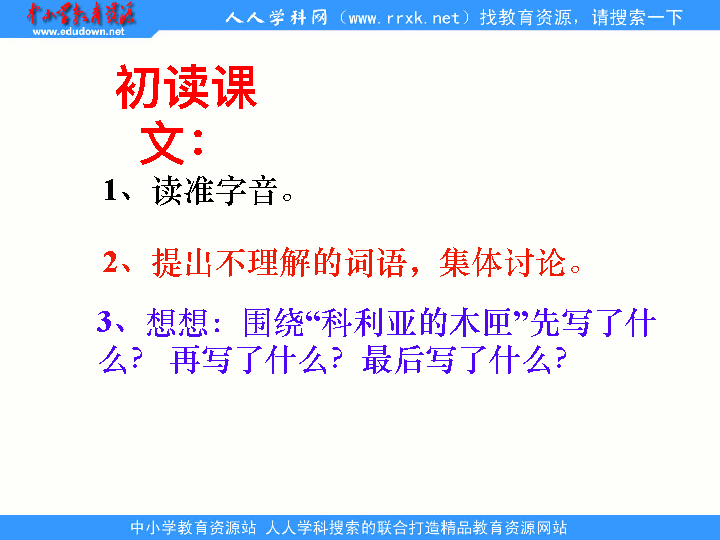 中小学教育资源
www.edudown.net
人人学科网（www.rrxk.net）找教育资源，请搜索一下
初读课
文：
1、读准字音。
2、提出不理解的词语，集体讨论。
3、想想：围绕“科利亚的木匣”先写了什
么？ 再写了什么？最后写了什么？
中小学教育资源站 人人学科搜索的联合打造精品教育资源网站